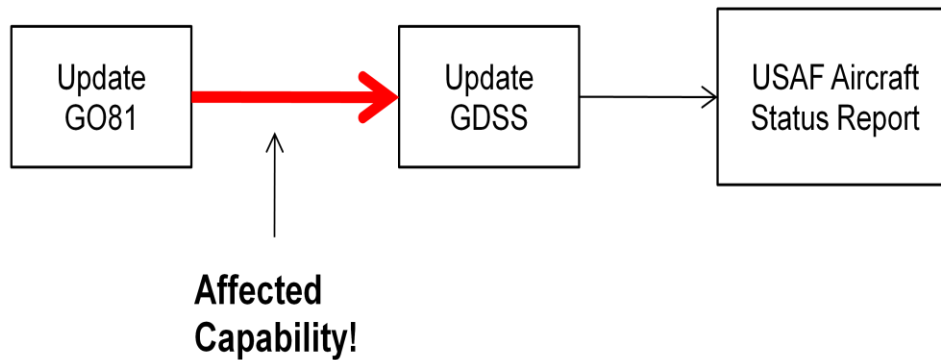 Update
GO81
Update
GDSS
USAF Aircraft
Status Report
Affected
Capability!